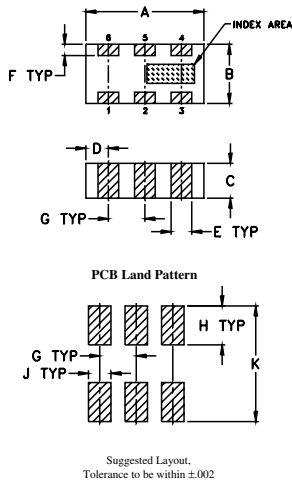 A
6 5 4
INDEX AREA
F TYP
B
1 2 3
D
C
G TYP
E TYP
PCB Land Pattern
H TYP
G TYP
K
J TYP
Suggested Layout,
Tolerance to be within ±.002